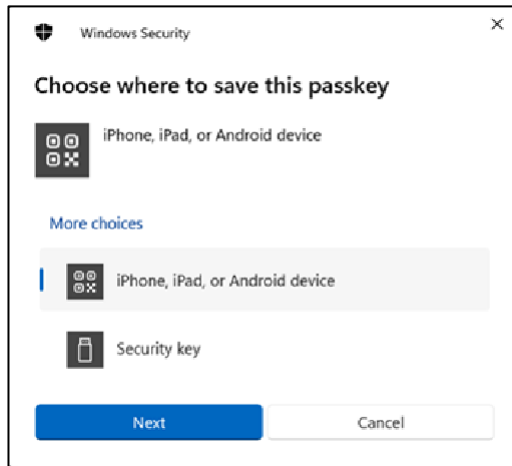 Windows Security
Choose where to save this passkey
iPhone, iPad, or Android device
More choices
iPhone, iPad, or Android device
Security key
Next
Cancel